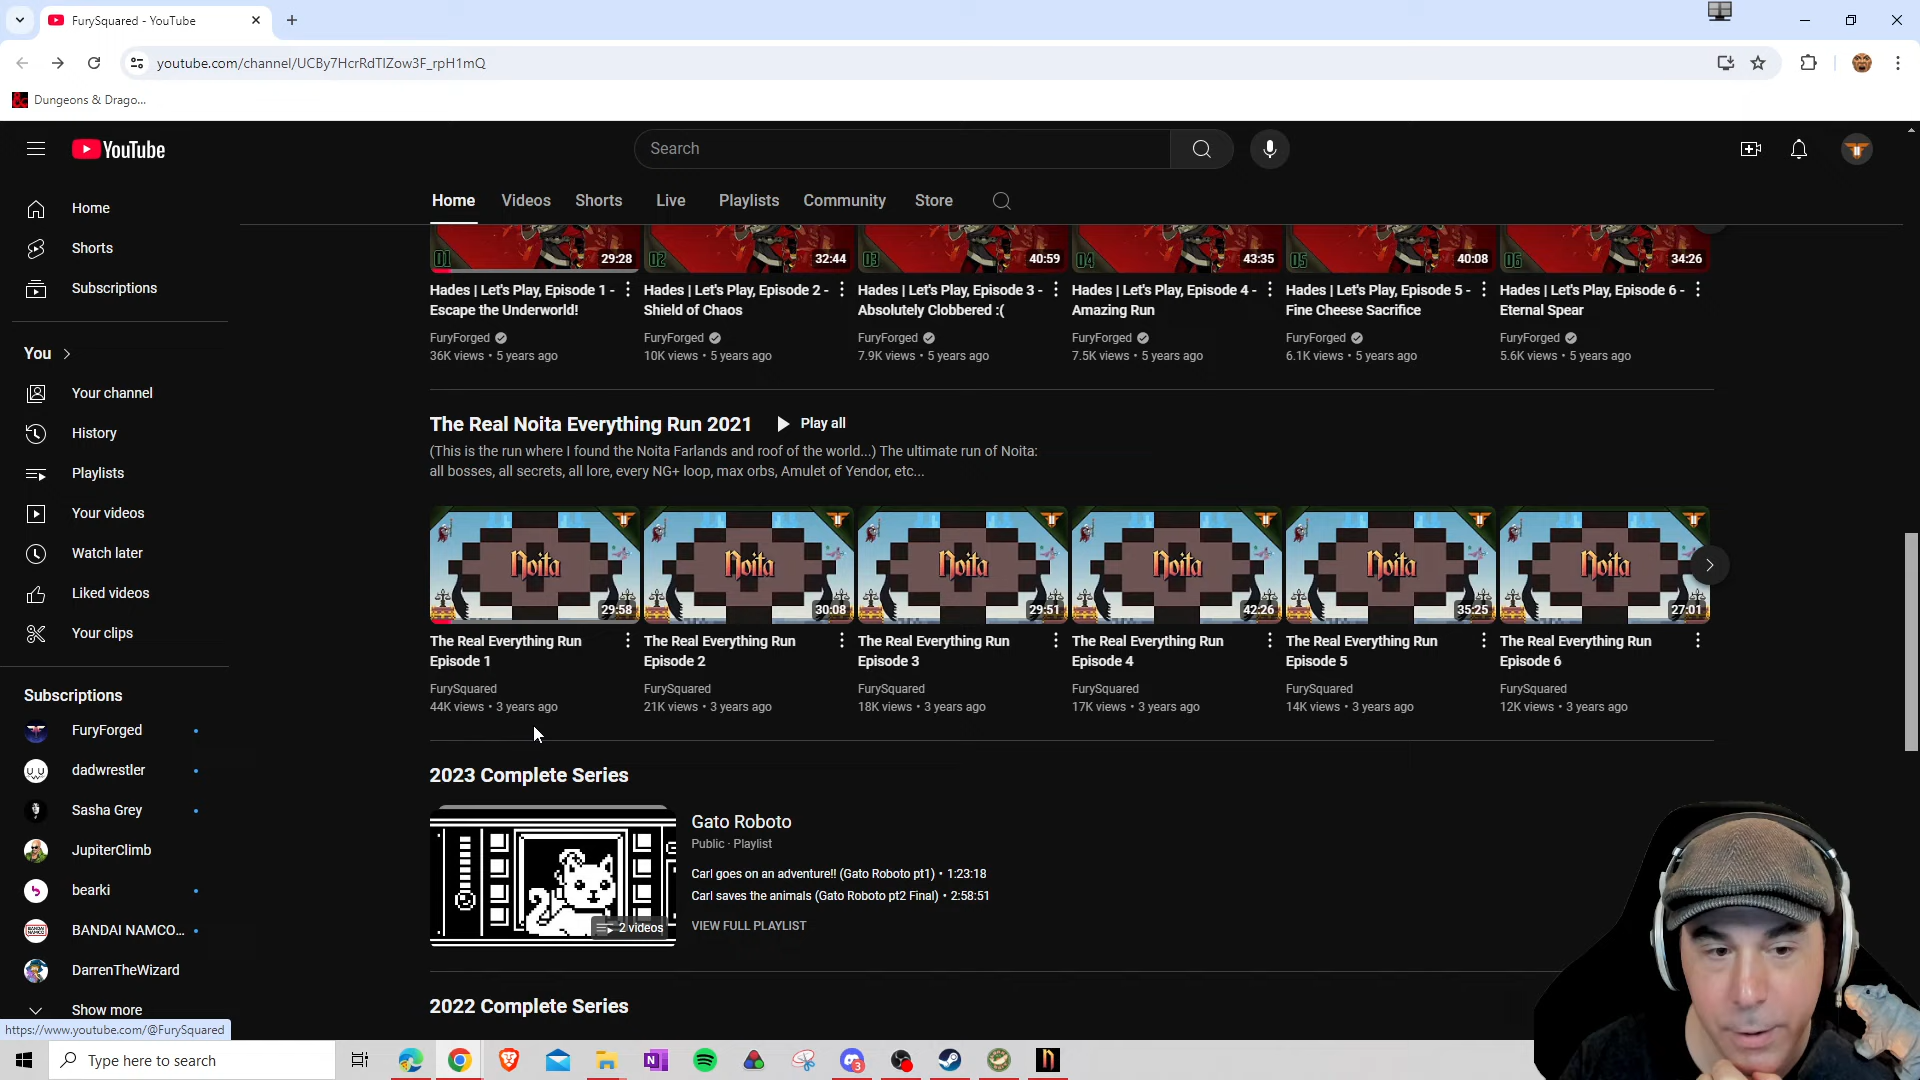 FurySquared - YouTube
youtube.com/channel/UCBy7HcrRdTIZow3F_rpH1mQ
Dungeons & Drago...
YouTube
Search
Home Videos Shorts Live Playlists Community Store
Home
Shorts
Subscriptions
You
Your channel
History
Playlists
Your videos
Watch later
Liked videos
Your clips
Subscriptions
FuryForged
dadwrestler
Sasha Grey
JupiterClimb
bearki
BANDAI NAMCO...
DarrenTheWizard
Show more
https://www.youtube.com/@FurySquared
01 29:28
02 32:44
03 40:59
04 43:35
05 40:08
06 34:26
Hades | Let's Play, Episode 1 -
Escape the Underworld!
FuryForged
36K views • 5 years ago
Hades | Let's Play, Episode 2 -
Shield of Chaos
FuryForged
10K views • 5 years ago
Hades | Let's Play, Episode 3 -
Absolutely Clobbered :(
FuryForged
7.9K views • 5 years ago
Hades | Let's Play, Episode 4 -
Amazing Run
FuryForged
7.5K views • 5 years ago
Hades | Let's Play, Episode 5 -
Fine Cheese Sacrifice
FuryForged
6.1K views • 5 years ago
Hades | Let's Play, Episode 6 -
Eternal Spear
FuryForged
5.6K views • 5 years ago
The Real Noita Everything Run 2021 Play all
(This is the run where I found the Noita Farlands and roof of the world...) The ultimate run of Noita:
all bosses, all secrets, all lore, every NG+ loop, max orbs, Amulet of Yendor, etc...
Noita
29:58
The Real Everything Run
Episode 1
FurySquared
44K views • 3 years ago
Noita
30:08
The Real Everything Run
Episode 2
FurySquared
21K views • 3 years ago
Noita
29:51
The Real Everything Run
Episode 3
FurySquared
18K views • 3 years ago
Noita
42:26
The Real Everything Run
Episode 4
FurySquared
17K views • 3 years ago
Noita
35:25
The Real Everything Run
Episode 5
FurySquared
14K views • 3 years ago
Noita
27:01
The Real Everything Run
Episode 6
FurySquared
12K views • 3 years ago
2023 Complete Series
2 videos
Gato Roboto
Public · Playlist
Carl goes on an adventure!! (Gato Roboto pt1) • 1:23:18
Carl saves the animals (Gato Roboto pt2 Final) • 2:58:51
VIEW FULL PLAYLIST
2022 Complete Series
Type here to search
3